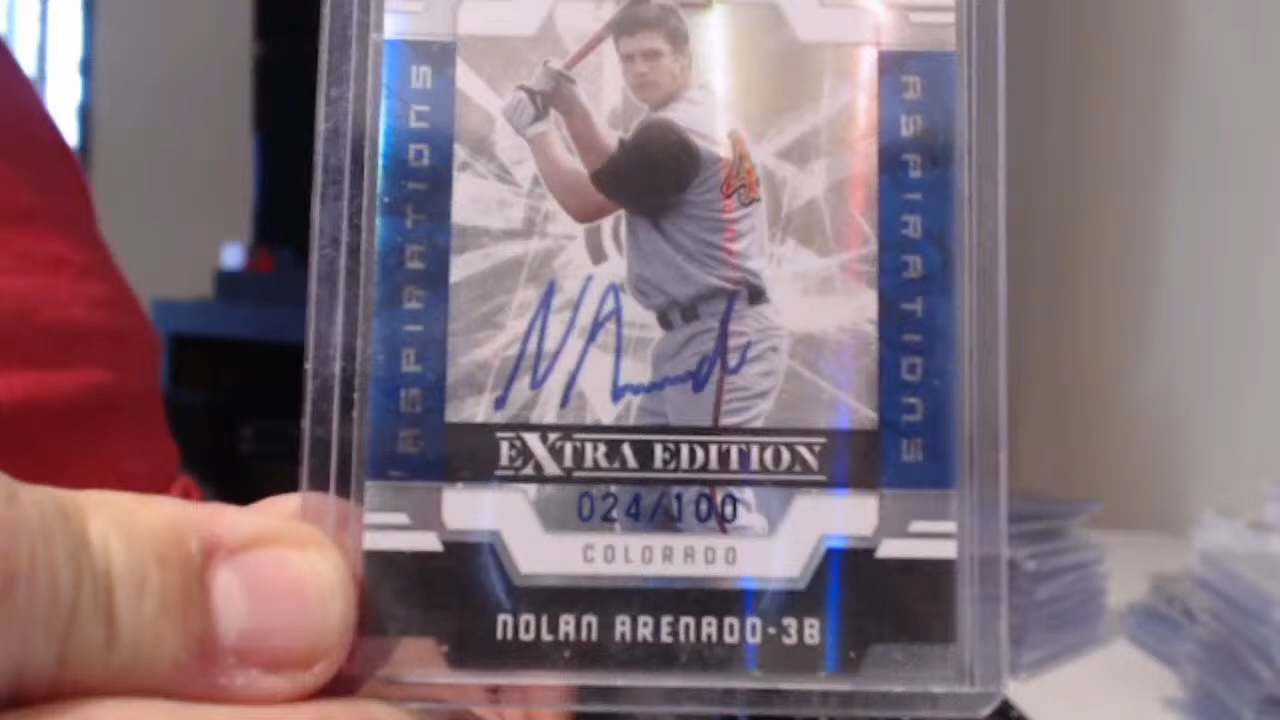 ASPIRATIONS
ASPIRATIONS
EXTRA EDITION
024/100
COLORADO
NOLAN ARENADO-3B